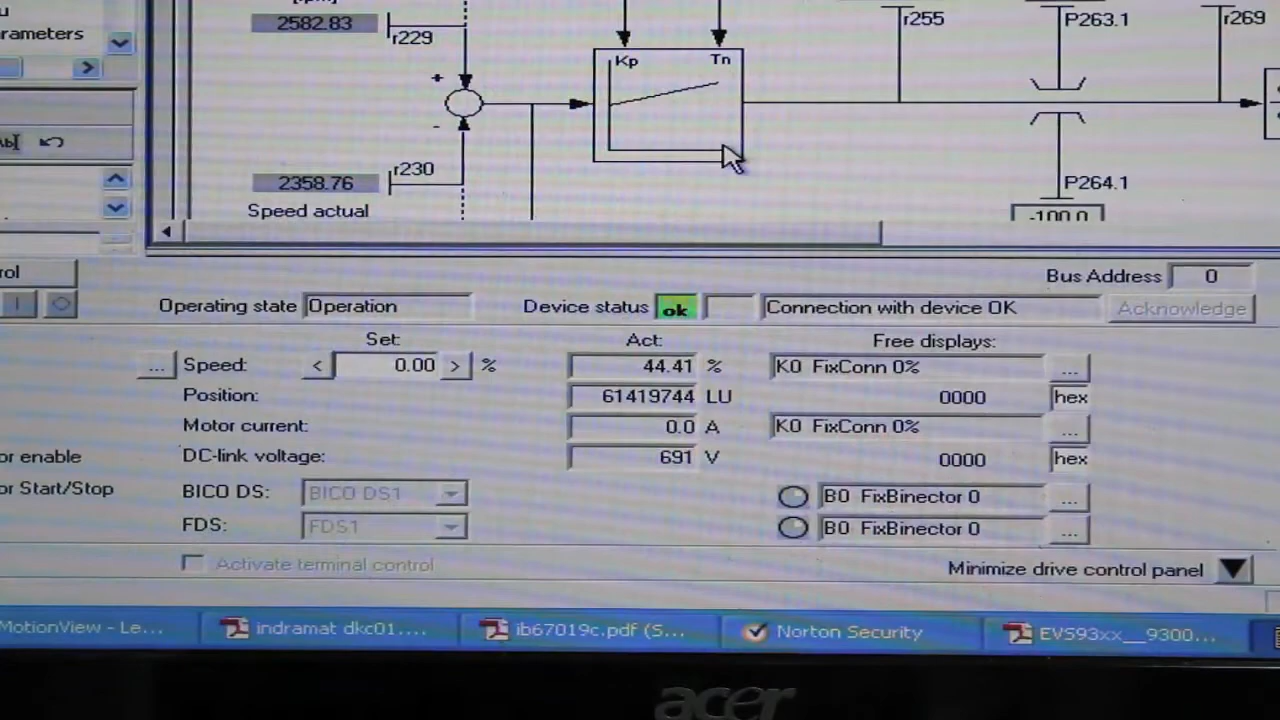 2582.83
r229
r255
P263.1
r269
rameters
Kp
Tn
+
-
r230
2358.76
P264.1
Speed actual
-100.0
rol
Bus Address 0
Operating state Operation
Device status ok Connection with device OK Acknowledge
Set:
Act:
Free displays:
... Speed: < 0.00 > % 44.41 % K0 FixConn 0% ...
Position: 61419744 LU 0000 hex
Motor current: 0.0 A K0 FixConn 0% ...
or enable DC-link voltage: 691 V 0000 hex
or Start/Stop BICO DS: BICO DS1 B0 FixBinector 0 ...
FDS: FDS1 B0 FixBinector 0 ...
Activate terminal control
Minimize drive control panel
MotionView - Le...
indramat dkc01....
ib67019c.pdf (S...
Norton Security
EVS93xx__9300...
acer